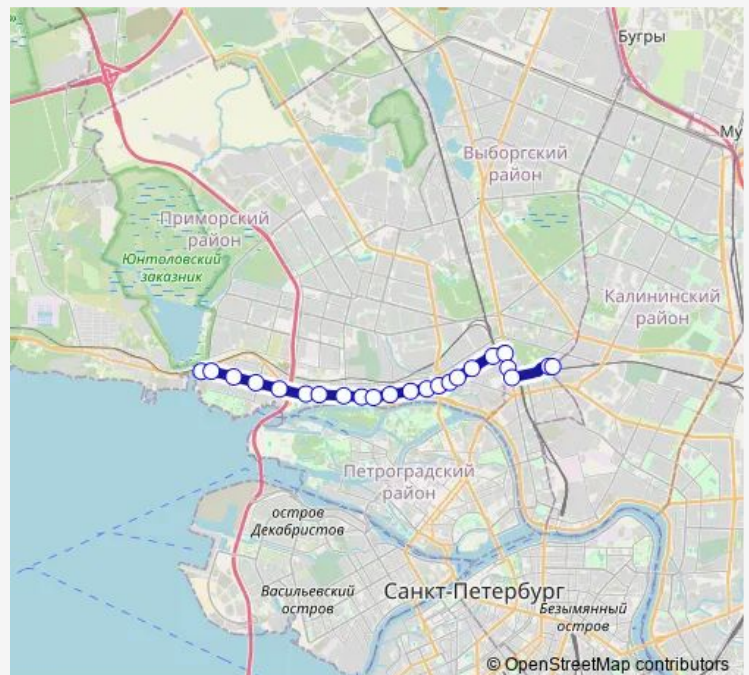 Бугры
Му
Выборгский
район
Приморский
район
Юнтоловский
заказник
Калининский
район
Петроградский
район
остров
Декабристов
Васильевский
остров
Санкт-Петербург
Безымянный
остров
© OpenStreetMap contributors